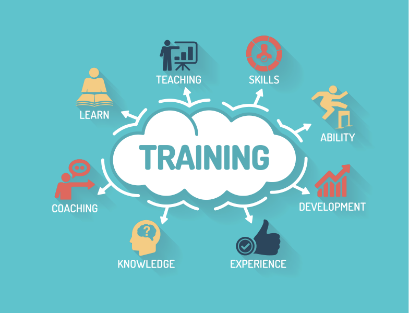 TEACHING
SKILLS
LEARN
ABILITY
TRAINING
COACHING
DEVELOPMENT
KNOWLEDGE
EXPERIENCE
?